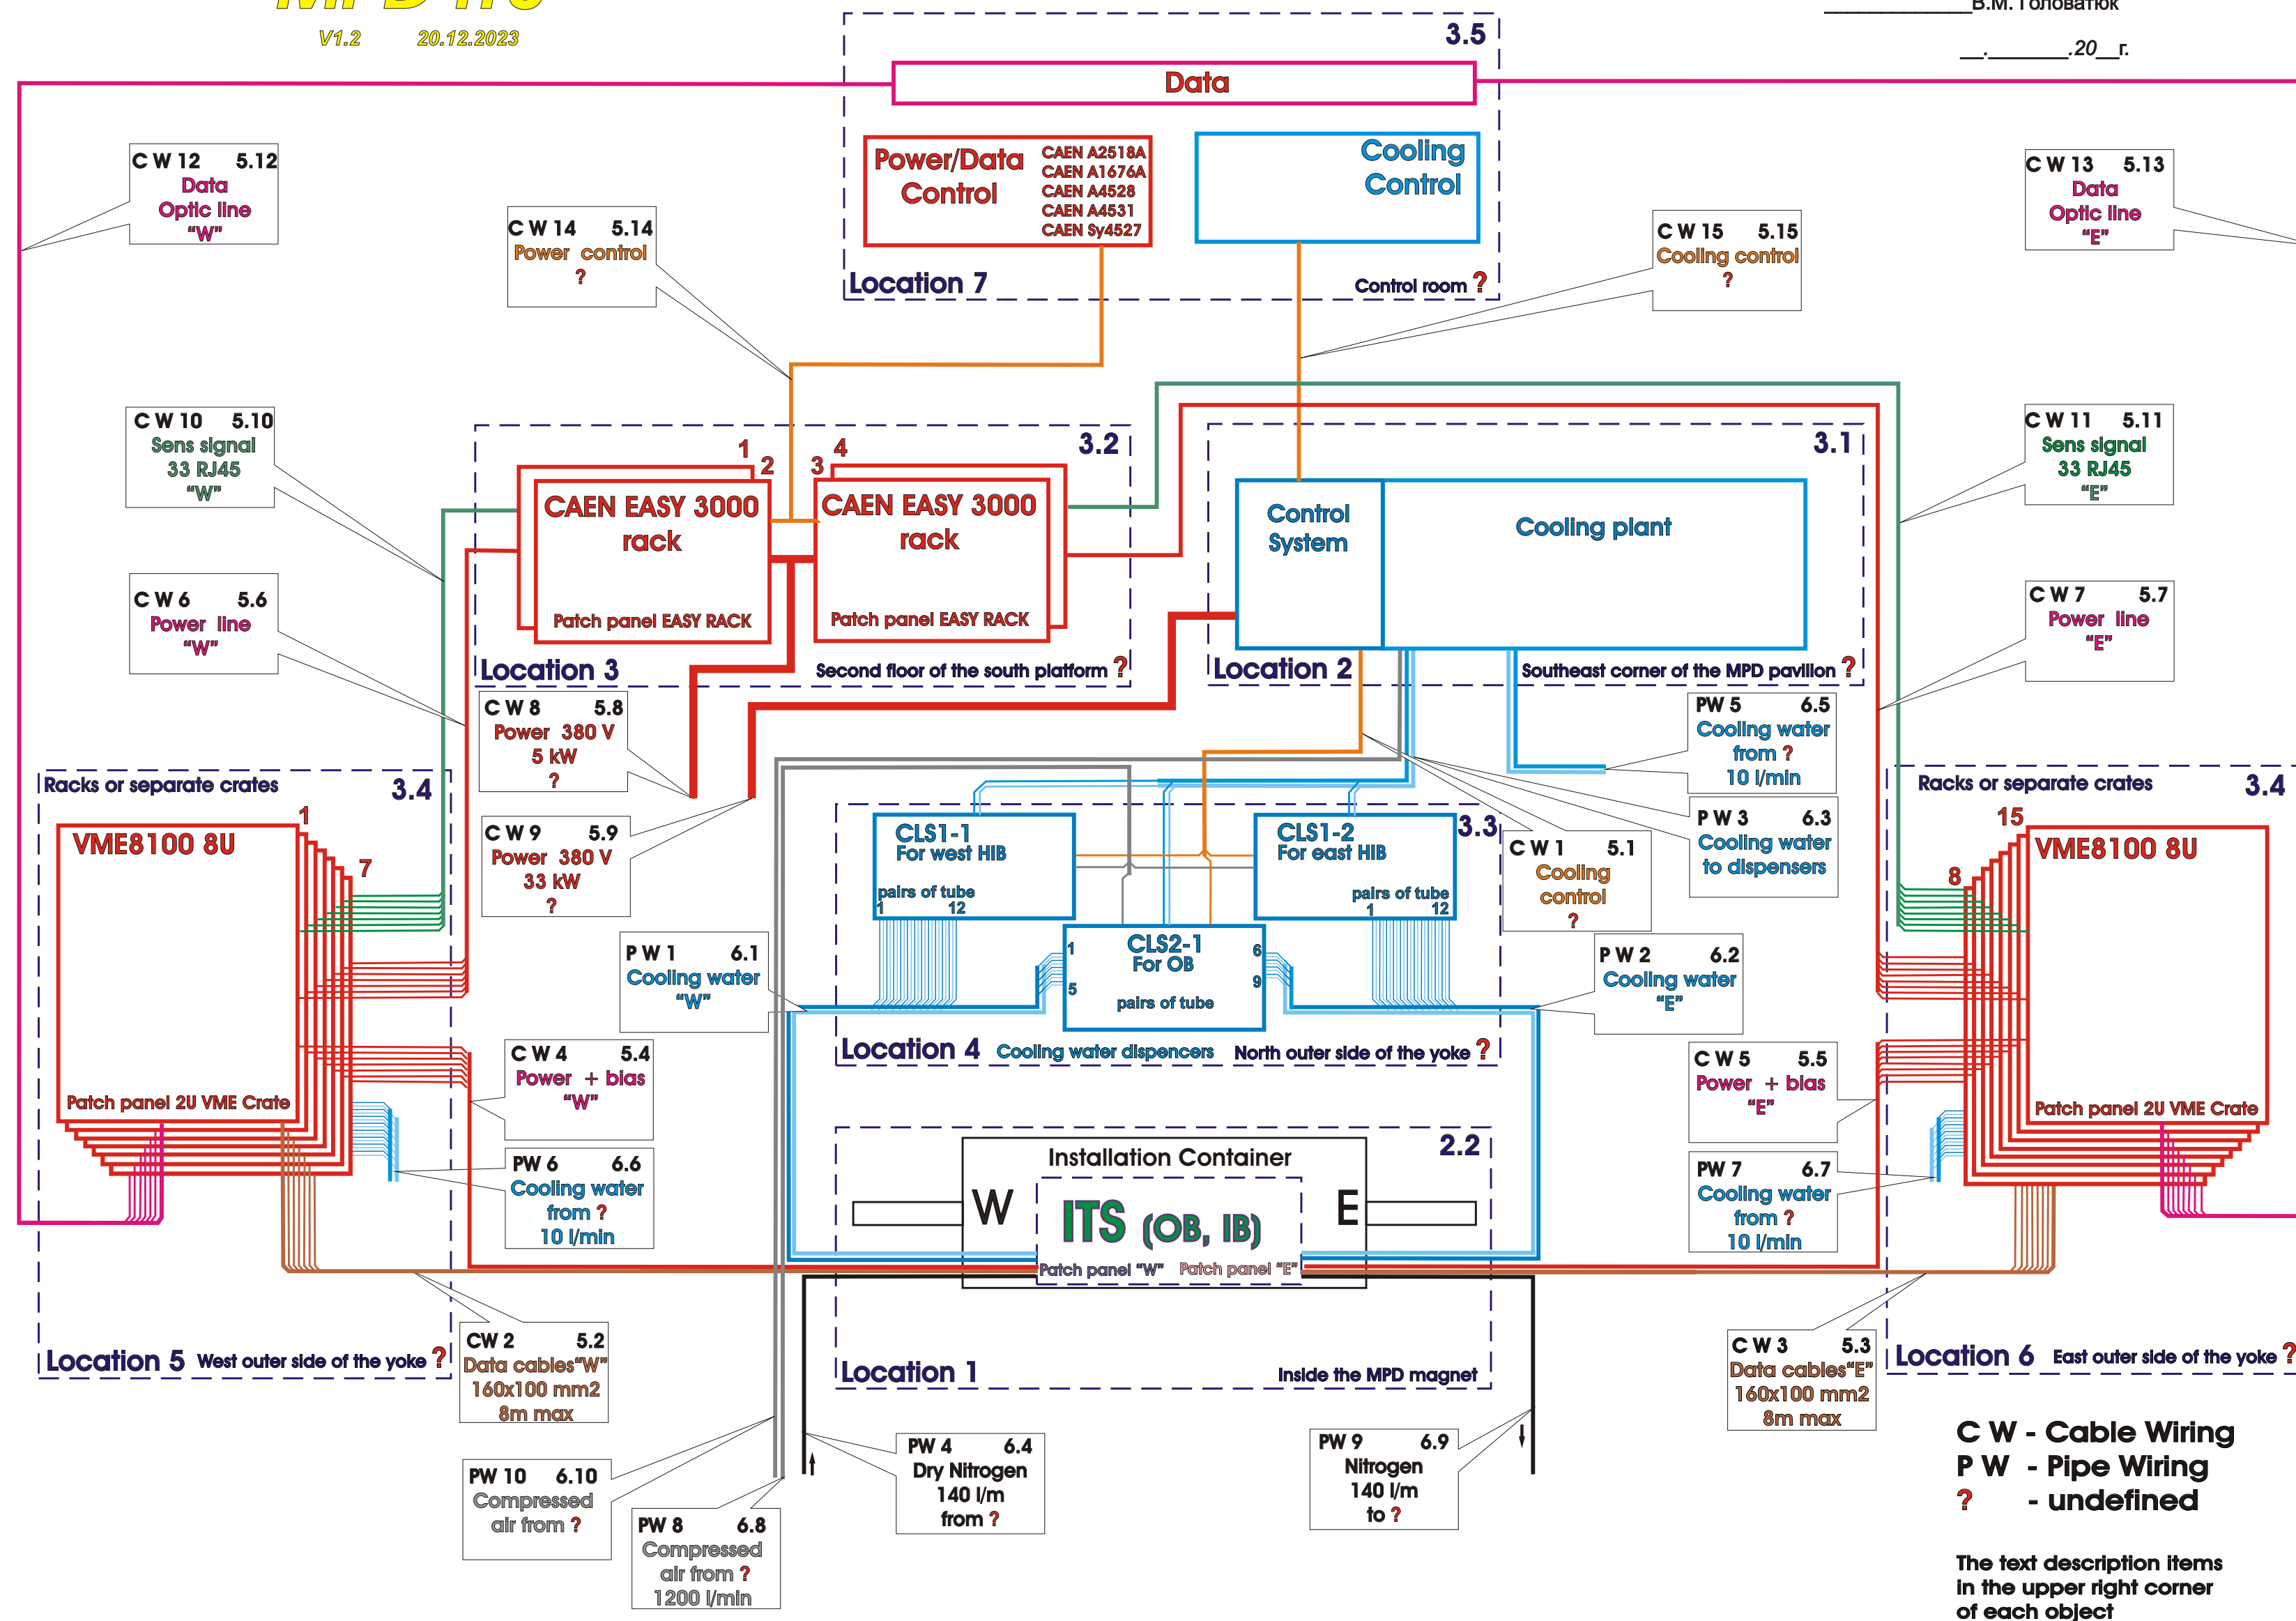 MPD ITS
V1.2 20.12.2023
В.М. Головатюк
__.______.20__г.
3.5
Data
Power/Data
Control
CAEN A2518A
CAEN A1676A
CAEN A4528
CAEN A4531
CAEN Sy4527
Cooling
Control
Location 7
Control room ?
C W 12 5.12
Data
Optic line
“W”
C W 14 5.14
Power control
?
C W 15 5.15
Cooling control
?
C W 13 5.13
Data
Optic line
“E”
C W 10 5.10
Sens signal
33 RJ45
“W”
C W 6 5.6
Power line
“W”
3.2
1
2
3
4
CAEN EASY 3000
rack
Patch panel EASY RACK
CAEN EASY 3000
rack
Patch panel EASY RACK
Location 3
Second floor of the south platform ?
3.1
Control
System
Cooling plant
Location 2
Southeast corner of the MPD pavilion ?
C W 11 5.11
Sens signal
33 RJ45
“E”
C W 7 5.7
Power line
“E”
C W 8 5.8
Power 380 V
5 kW
?
C W 9 5.9
Power 380 V
33 kW
?
PW 5 6.5
Cooling water
from ?
10 l/min
P W 3 6.3
Cooling water
to dispensers
C W 1 5.1
Cooling
control
?
Racks or separate crates
3.4
1
7
VME8100 8U
Patch panel 2U VME Crate
Location 5 West outer side of the yoke ?
3.3
CLS1-1
For west HIB
pairs of tube
1 12
CLS1-2
For east HIB
pairs of tube
1 12
CLS2-1
For OB
1
5
6
9
pairs of tube
Location 4 Cooling water dispencers North outer side of the yoke ?
P W 1 6.1
Cooling water
“W”
P W 2 6.2
Cooling water
“E”
C W 4 5.4
Power + bias
“W”
PW 6 6.6
Cooling water
from ?
10 l/min
C W 5 5.5
Power + bias
“E”
PW 7 6.7
Cooling water
from ?
10 l/min
2.2
Installation Container
W
E
ITS (OB, IB)
Patch panel “W” Patch panel “E”
Location 1
Inside the MPD magnet
Racks or separate crates
3.4
15
8
VME8100 8U
Patch panel 2U VME Crate
Location 6 East outer side of the yoke ?
CW 2 5.2
Data cables“W”
160x100 mm2
8m max
C W 3 5.3
Data cables“E”
160x100 mm2
8m max
PW 10 6.10
Compressed
air from ?
PW 8 6.8
Compressed
air from ?
1200 l/min
PW 4 6.4
Dry Nitrogen
140 l/m
from ?
PW 9 6.9
Nitrogen
140 l/m
to ?
C W - Cable Wiring
P W - Pipe Wiring
? - undefined
The text description items
in the upper right corner
of each object